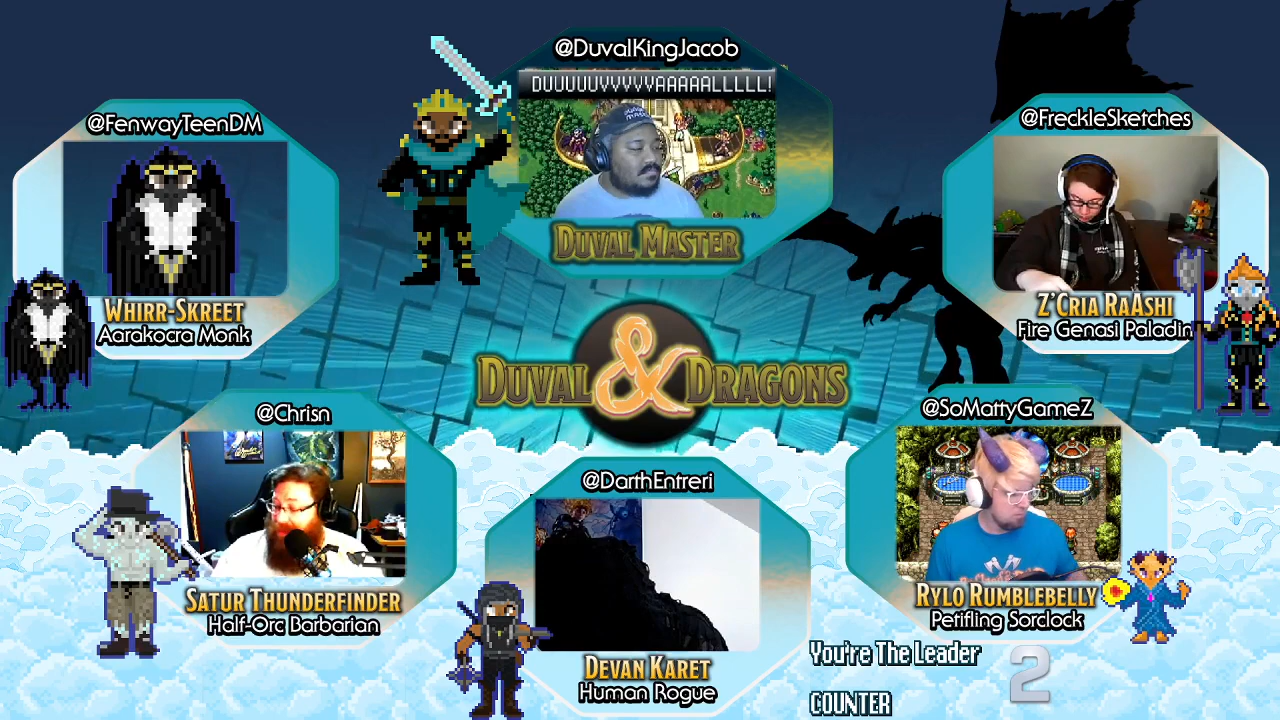 @DuvalKingJacob
DUUUUUVVVVVAAAAALLLLL!
DUVAL MASTER
@FenwayTeenDM
WHIRR-SKREET
Aarakocra Monk
@FreckleSketches
Z'CRIA RAASHI
Fire Genasi Paladin
DUVAL & DRAGONS
@Chrisn
SATUR THUNDERFINDER
Half-Orc Barbarian
@DarthEntreri
DEVAN KARET
Human Rogue
@SoMattyGameZ
RYLO RUMBLEBELLY
Petifling Sorclock
You're The Leader
COUNTER
2